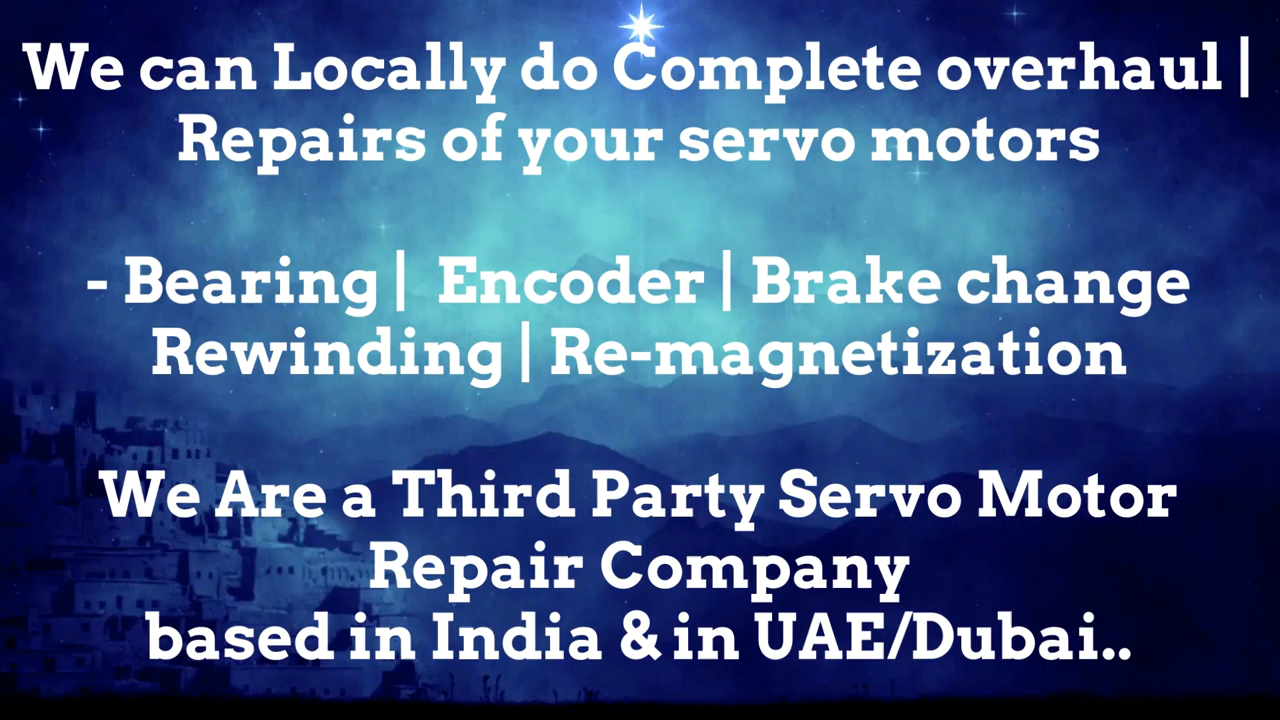 We can Locally do Complete overhaul |
Repairs of your servo motors
- Bearing | Encoder | Brake change
Rewinding | Re-magnetization
We Are a Third Party Servo Motor
Repair Company
based in India & in UAE/Dubai..